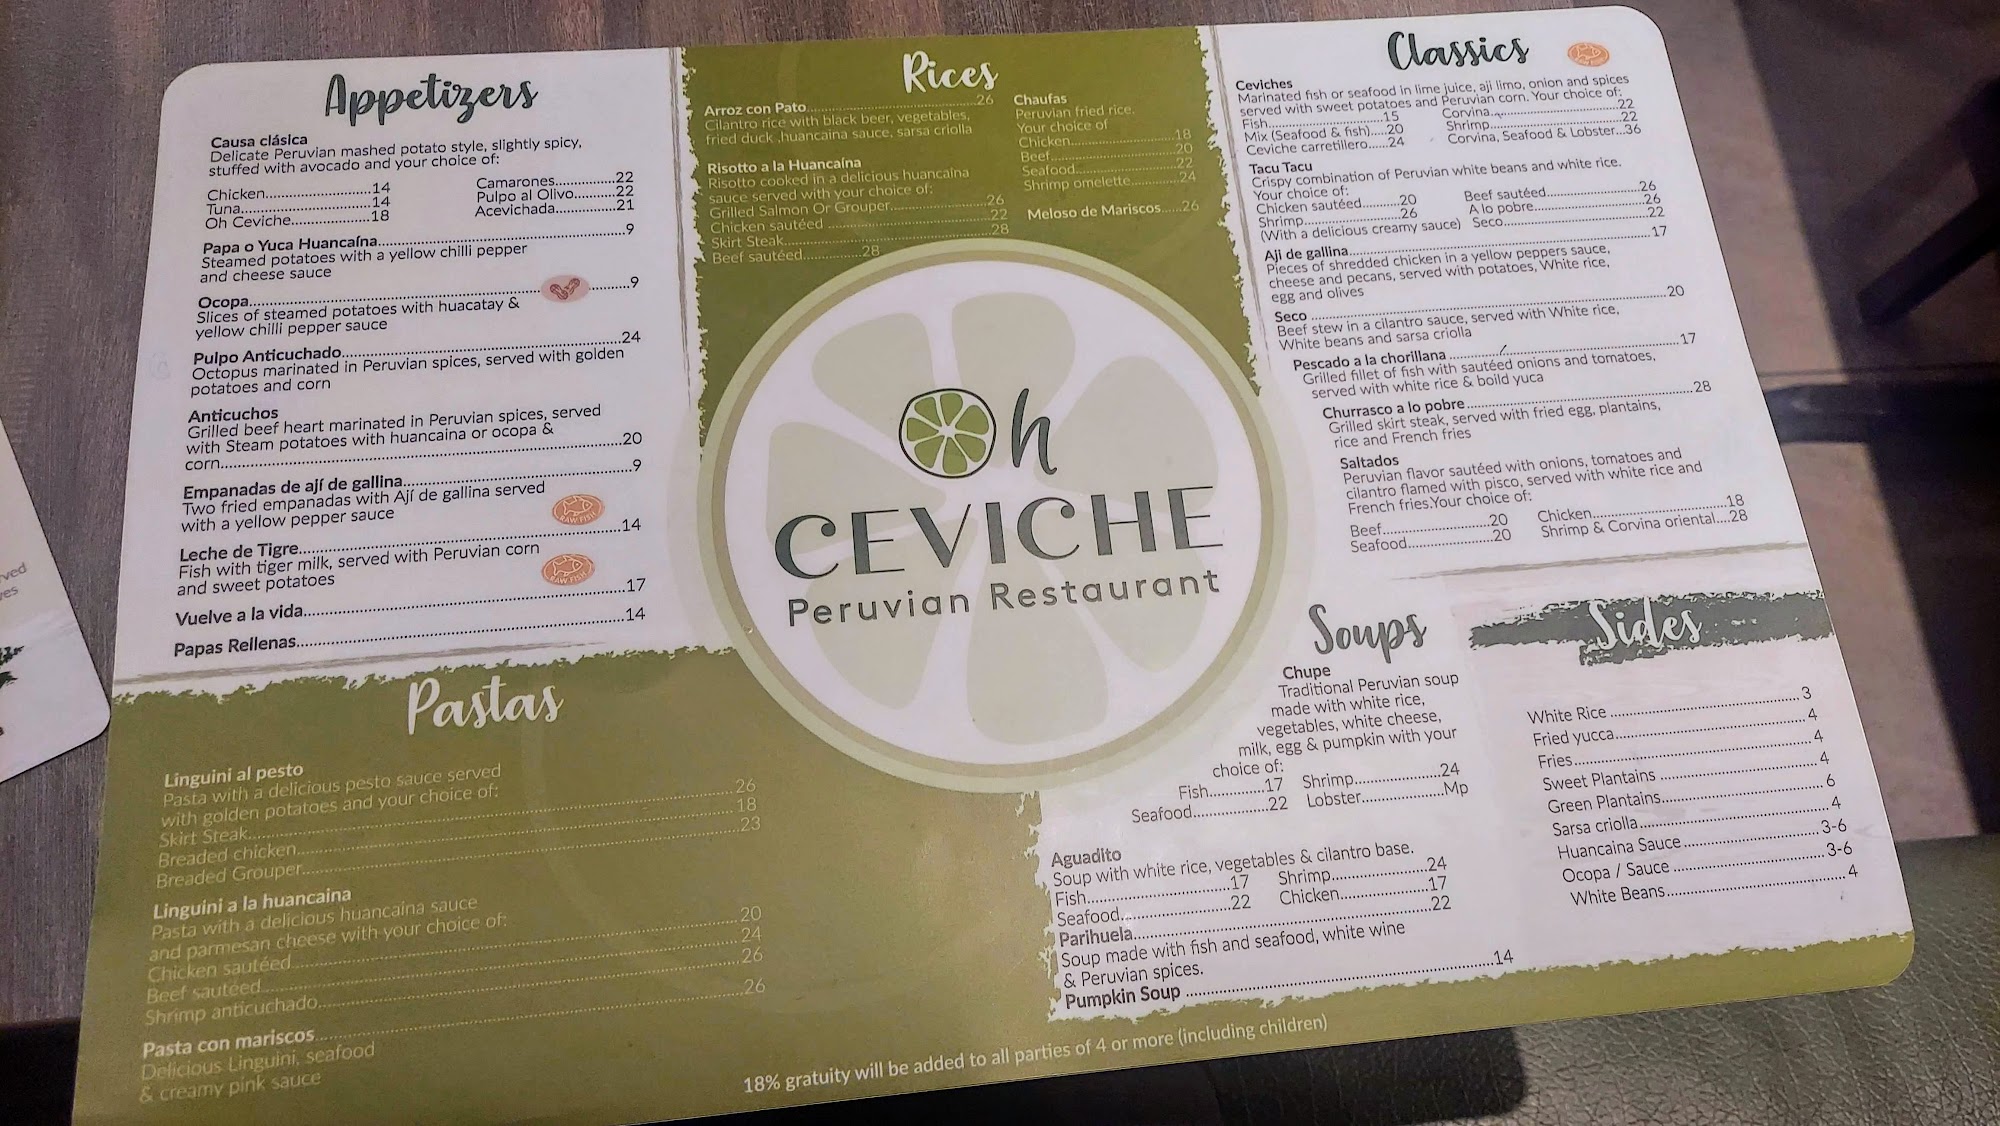 Appetizers
Causa clásica
Delicate Peruvian mashed potato style, slightly spicy,
stuffed with avocado and your choice of:
Chicken.....................14
Tuna.....................14
Oh Ceviche.....................18
Camarones...............22
Pulpo al Olivo...............22
Acevichada...............21
Papa o Yuca Huancaína...............9
Steamed potatoes with a yellow chilli pepper
and cheese sauce
Ocopa...............9
Slices of steamed potatoes with huacatay &
yellow chilli pepper sauce
Pulpo Anticuchado...............24
Octopus marinated in Peruvian spices, served with golden
potatoes and corn
Anticuchos
Grilled beef heart marinated in Peruvian spices, served
with Steam potatoes with huancaina or ocopa &
corn...............20
Empanadas de ají de gallina...............9
Two fried empanadas with Ají de gallina served
with a yellow pepper sauce
RAW FISH
Leche de Tigre...............14
Fish with tiger milk, served with Peruvian corn
and sweet potatoes
RAW FISH
Vuelve a la vida...............17
Papas Rellenas...............14
Pastas
Linguini al pesto
Pasta with a delicious pesto sauce served
with golden potatoes and your choice of:
Skirt Steak...............26
Breaded chicken...............18
Breaded Grouper...............23
Linguini a la huancaina
Pasta with a delicious huancaina sauce
and parmesan cheese with your choice of:
Chicken sautéed...............20
Beef sautéed...............24
Shrimp anticuchado...............26
Pasta con mariscos...............26
Delicious Linguini, seafood
& creamy pink sauce
Rices
Arroz con Pato...............26
Cilantro rice with black beer, vegetables,
fried duck ,huancaina sauce, sarsa criolla
Risotto a la Huancaína
Risotto cooked in a delicious huancaina
sauce served with your choice of:
Grilled Salmon Or Grouper...............26
Chicken sautéed ...............22
Skirt Steak...............28
Beef sautéed...............28
Chaufas
Peruvian fried rice.
Your choice of
Chicken...............18
Beef...............20
Seafood...............22
Shrimp omelette...............24
Meloso de Mariscos......26
Oh
CEVICHE
Peruvian Restaurant
Classics
Ceviches
Marinated fish or seafood in lime juice, aji limo, onion and spices
served with sweet potatoes and Peruvian corn. Your choice of:
Fish...............15
Mix (Seafood & fish).....20
Ceviche carretillero......24
Corvina...............22
Shrimp...............22
Corvina, Seafood & Lobster...36
Tacu Tacu
Crispy combination of Peruvian white beans and white rice.
Your choice of:
Chicken sautéed...............20
Shrimp...............26
(With a delicious creamy sauce)
Beef sautéed...............26
A lo pobre...............26
Seco...............22
Aji de gallina...............17
Pieces of shredded chicken in a yellow peppers sauce,
cheese and pecans, served with potatoes, White rice,
egg and olives
Seco ...............20
Beef stew in a cilantro sauce, served with White rice,
White beans and sarsa criolla
Pescado a la chorillana ...............17
Grilled fillet of fish with sautéed onions and tomatoes,
served with white rice & boild yuca
Churrasco a lo pobre...............28
Grilled skirt steak, served with fried egg, plantains,
rice and French fries
Saltados
Peruvian flavor sautéed with onions, tomatoes and
cilantro flamed with pisco, served with white rice and
French fries.Your choice of:
Beef...............20
Seafood...............20
Chicken...............18
Shrimp & Corvina oriental....28
Soups
Chupe
Traditional Peruvian soup
made with white rice,
vegetables, white cheese,
milk, egg & pumpkin with your
choice of:
Fish...............17
Seafood...............22
Shrimp...............24
Lobster...............Mp
Aguadito
Soup with white rice, vegetables & cilantro base.
Fish...............17
Seafood...............22
Shrimp...............24
Chicken...............17
Parihuela...............22
Soup made with fish and seafood, white wine
& Peruvian spices.
Pumpkin Soup ...............14
Sides
White Rice ...............3
Fried yucca...............4
Fries...............4
Sweet Plantains ...............4
Green Plantains...............6
Sarsa criolla...............4
Huancaina Sauce ...............3-6
Ocopa / Sauce ...............3-6
White Beans...............4
18% gratuity will be added to all parties of 4 or more (including children)